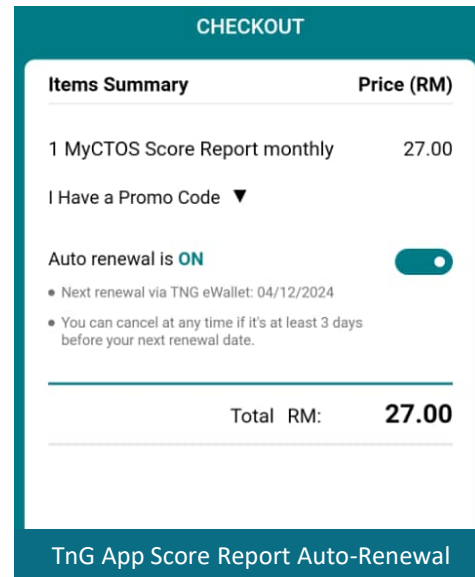 CHECKOUT
Items Summary Price (RM)
1 MyCTOS Score Report monthly 27.00
I Have a Promo Code ▼
Auto renewal is ON
• Next renewal via TNG eWallet: 04/12/2024
• You can cancel at any time if it's at least 3 days
before your next renewal date.
Total RM: 27.00
TnG App Score Report Auto-Renewal